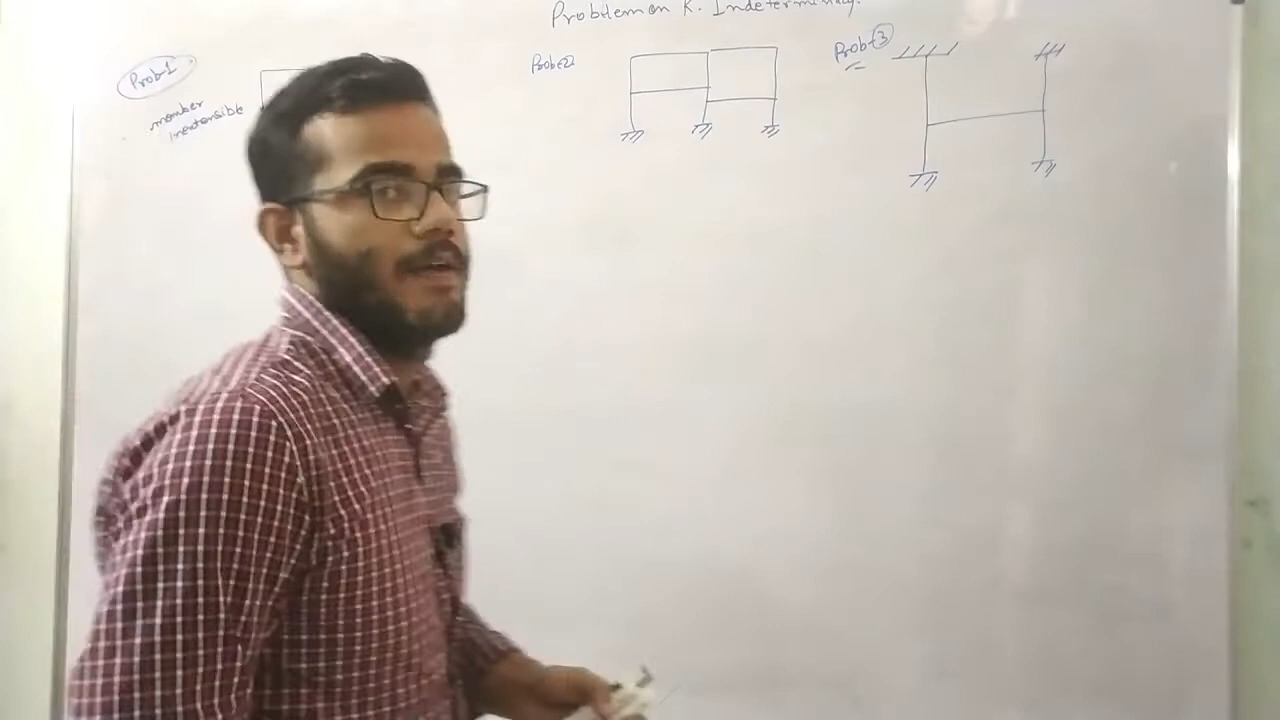 Problem on K. Indeterminacy.
Prob-1
member
inextensible
Prob-2
Prob-3